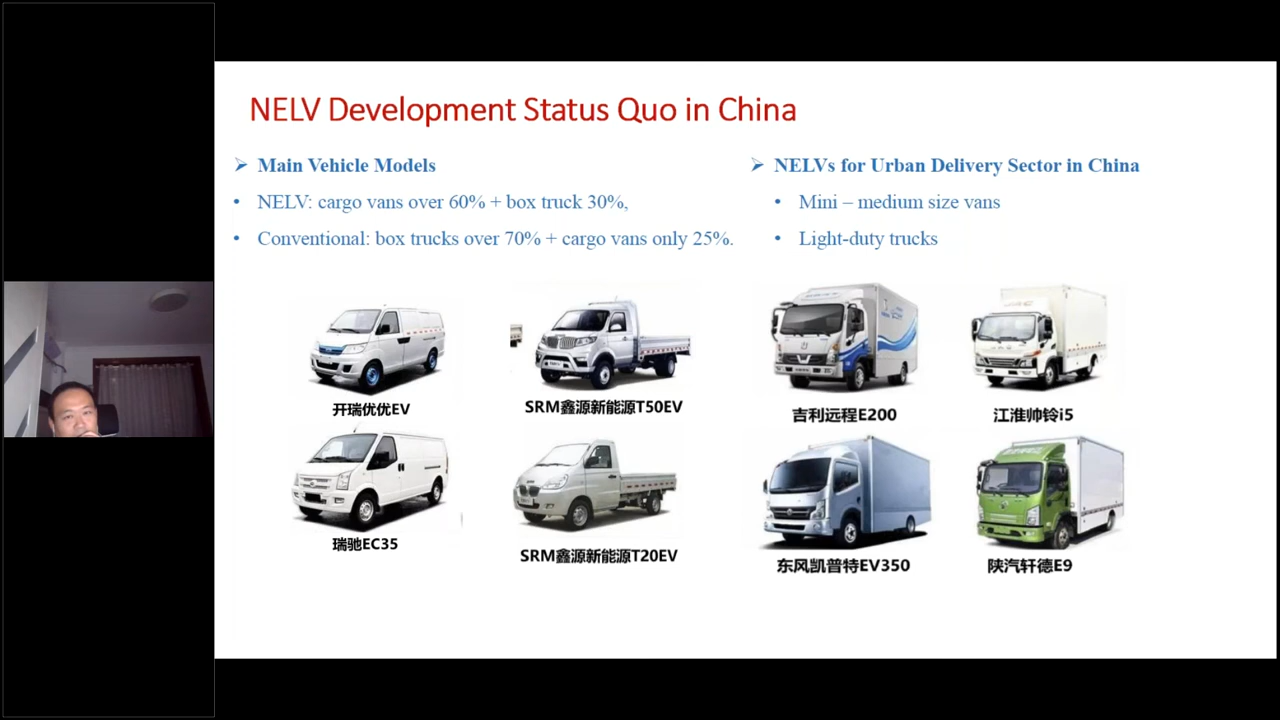 NELV Development Status Quo in China
➢ Main Vehicle Models
• NELV: cargo vans over 60% + box truck 30%,
• Conventional: box trucks over 70% + cargo vans only 25%.
➢ NELVs for Urban Delivery Sector in China
• Mini – medium size vans
• Light-duty trucks
开瑞优优EV
SRM鑫源新能源T50EV
吉利远程E200
江淮帅铃i5
瑞驰EC35
SRM鑫源新能源T20EV
东风凯普特EV350
陕汽轩德E9